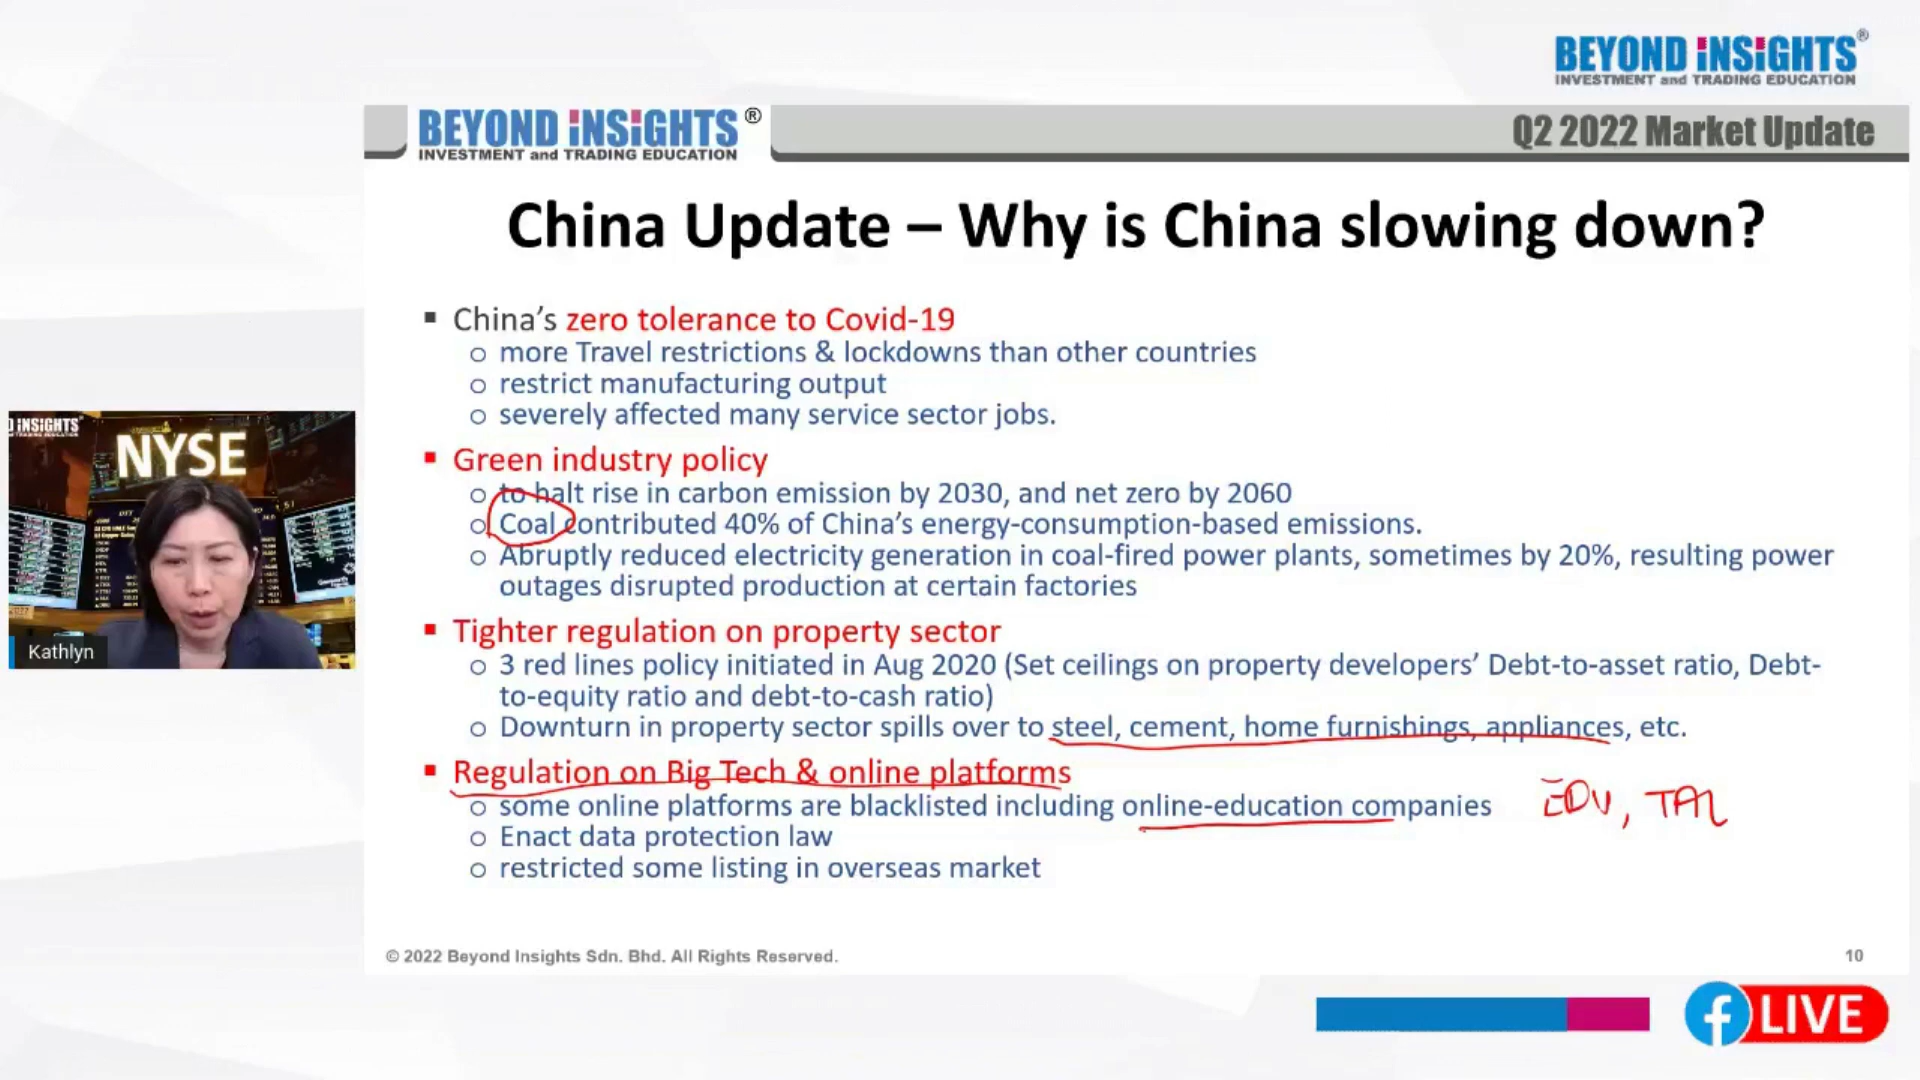 BEYOND iNSiGHTS®
INVESTMENT and TRADING EDUCATION
BEYOND iNSiGHTS®
INVESTMENT and TRADING EDUCATION
Q2 2022 Market Update
China Update – Why is China slowing down?
▪ China's zero tolerance to Covid-19
o more Travel restrictions & lockdowns than other countries
o restrict manufacturing output
o severely affected many service sector jobs.
▪ Green industry policy
o to halt rise in carbon emission by 2030, and net zero by 2060
o Coal contributed 40% of China's energy-consumption-based emissions.
o Abruptly reduced electricity generation in coal-fired power plants, sometimes by 20%, resulting power
outages disrupted production at certain factories
▪ Tighter regulation on property sector
o 3 red lines policy initiated in Aug 2020 (Set ceilings on property developers' Debt-to-asset ratio, Debt-
to-equity ratio and debt-to-cash ratio)
o Downturn in property sector spills over to steel, cement, home furnishings, appliances, etc.
▪ Regulation on Big Tech & online platforms
o some online platforms are blacklisted including online-education companies
EDU, TAL
o Enact data protection law
o restricted some listing in overseas market
© 2022 Beyond Insights Sdn. Bhd. All Rights Reserved.
10
iNSiGHTS
NYSE
Kathlyn
LIVE